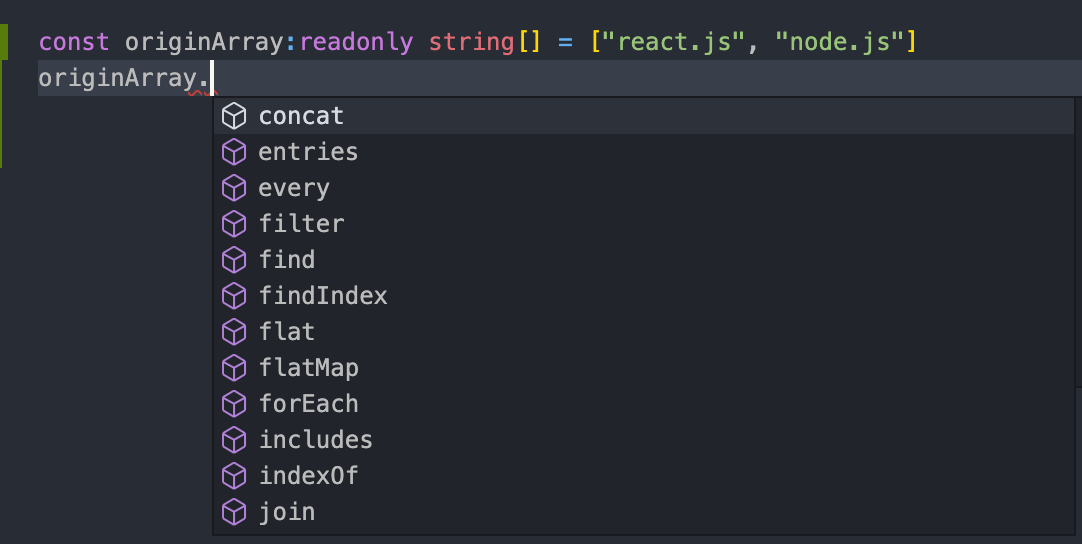 const originArray:readonly string[] = ["react.js", "node.js"]
originArray.
concat
entries
every
filter
find
findIndex
flat
flatMap
forEach
includes
indexOf
join